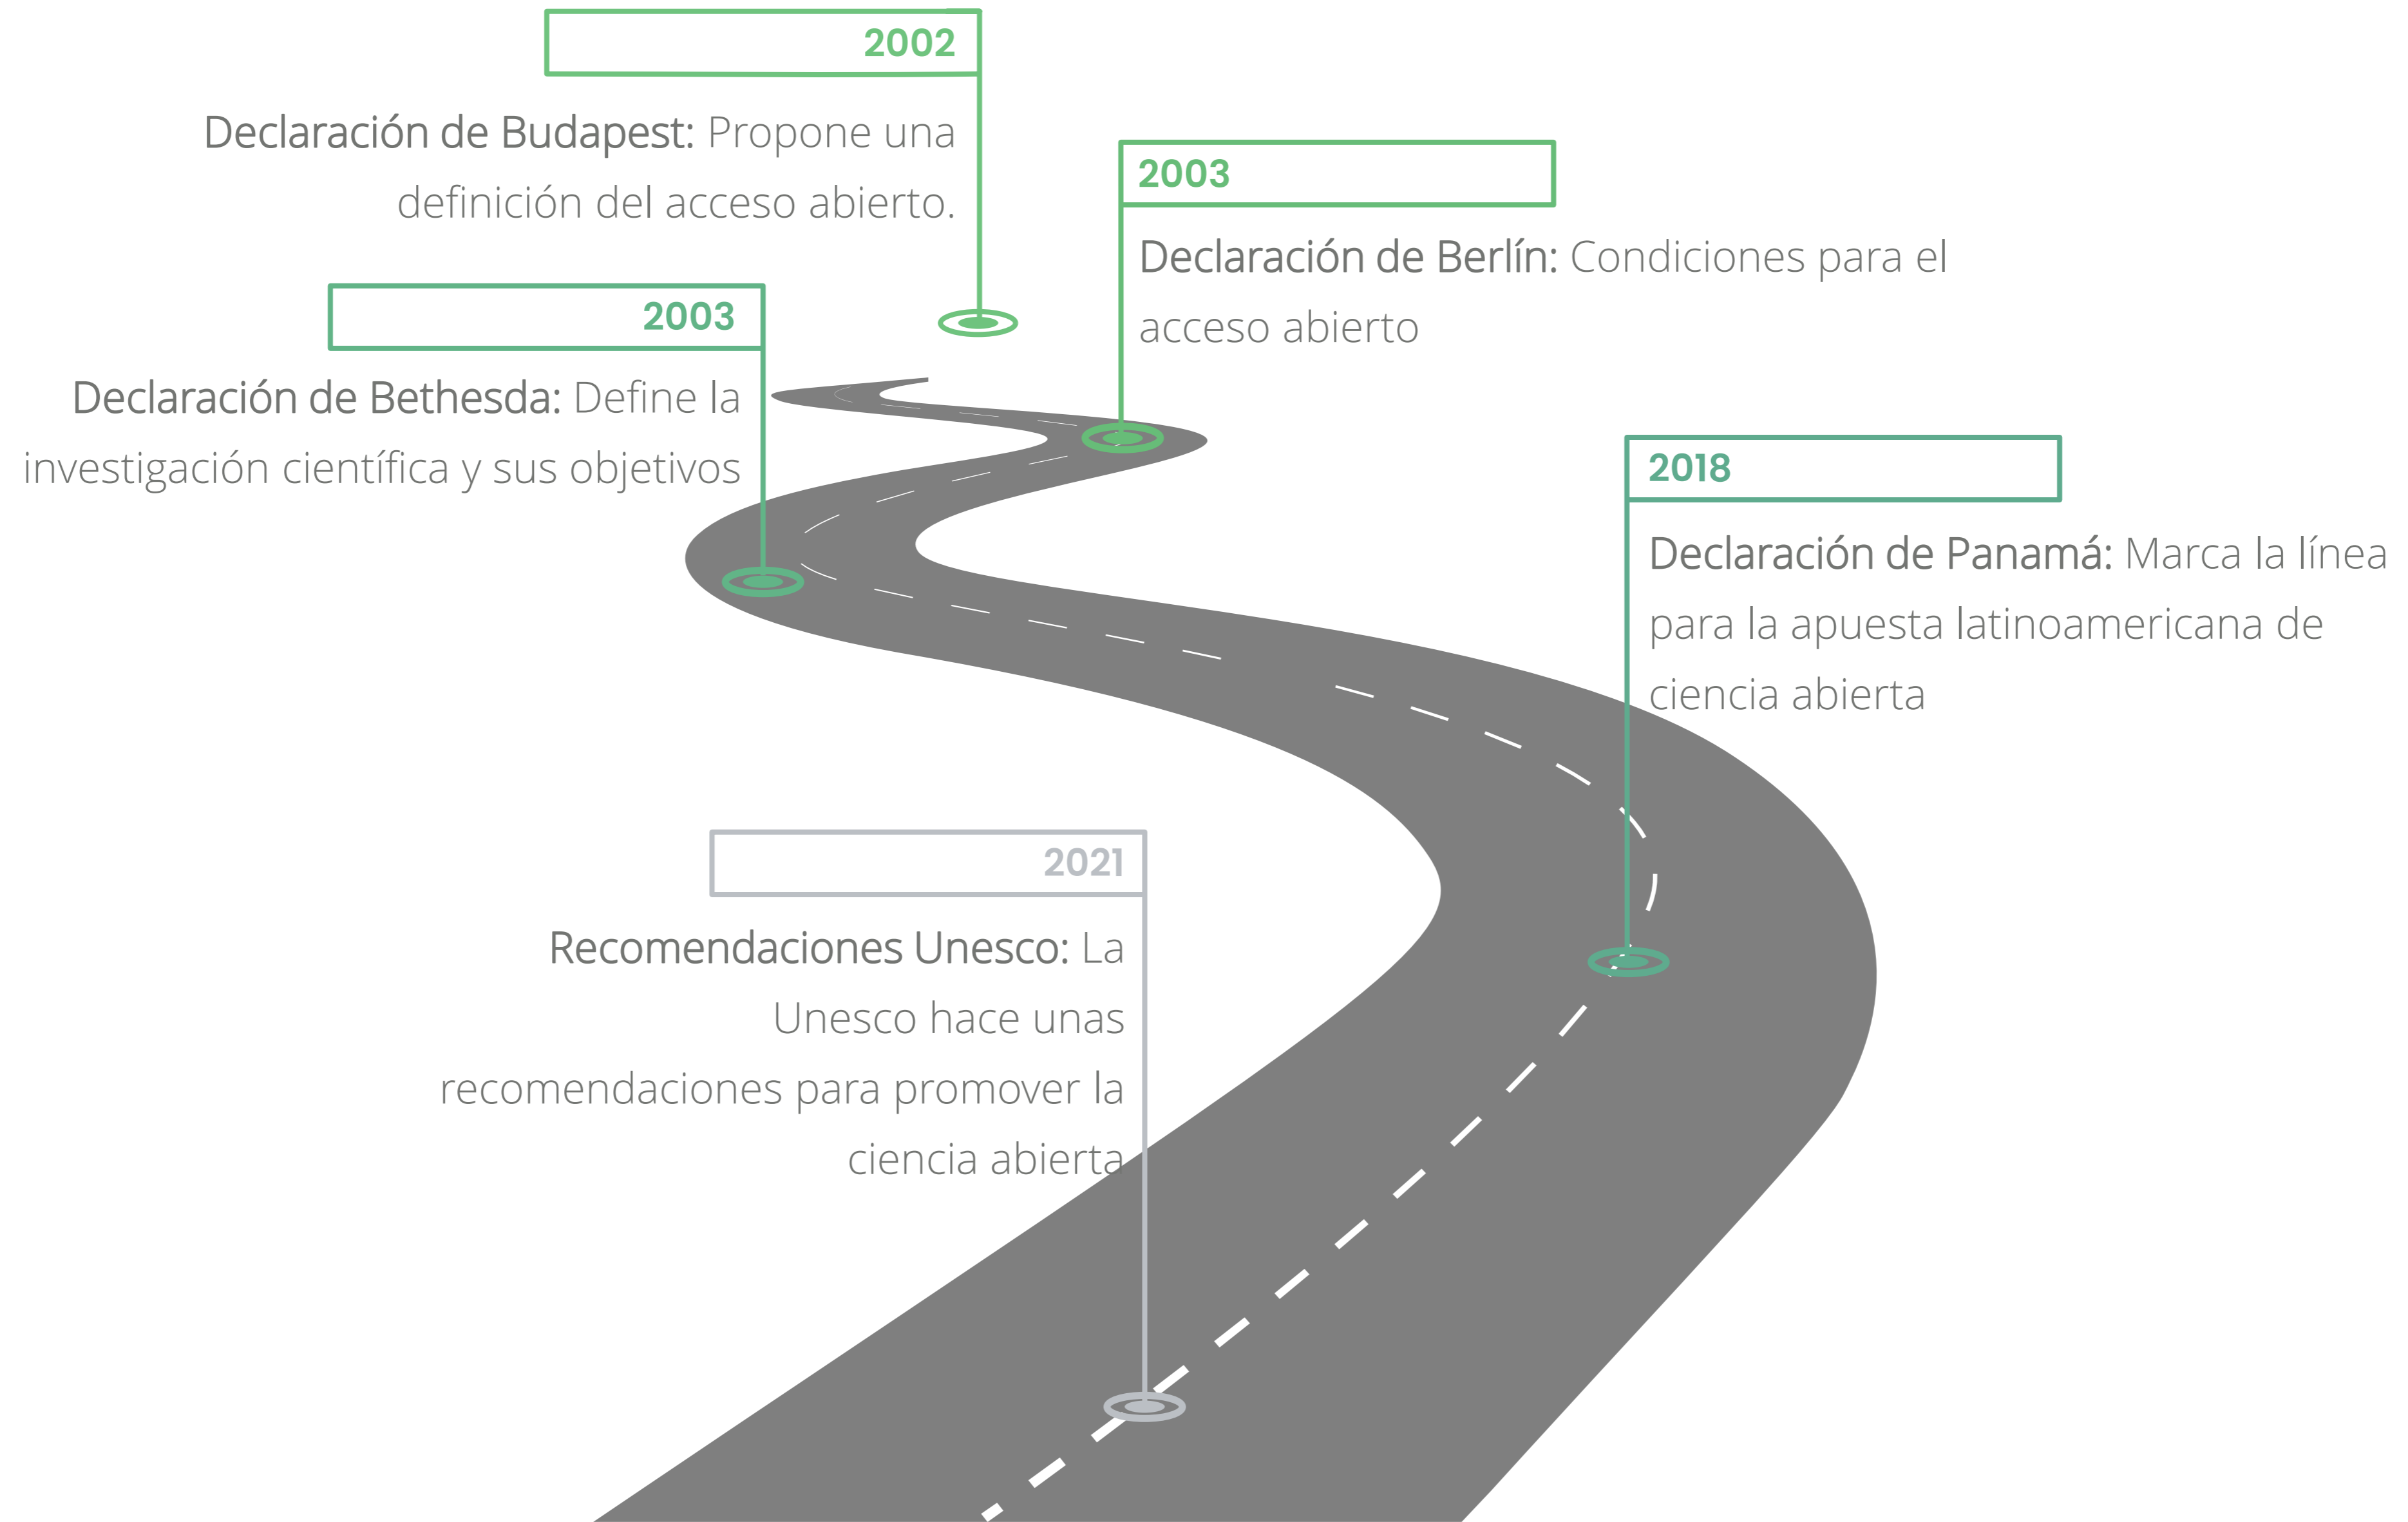 2002
Declaración de Budapest: Propone una
definición del acceso abierto.
2003
Declaración de Berlín: Condiciones para el
acceso abierto
2003
Declaración de Bethesda: Define la
investigación científica y sus objetivos
2018
Declaración de Panamá: Marca la línea
para la apuesta latinoamericana de
ciencia abierta
2021
Recomendaciones Unesco: La
Unesco hace unas
recomendaciones para promover la
ciencia abierta